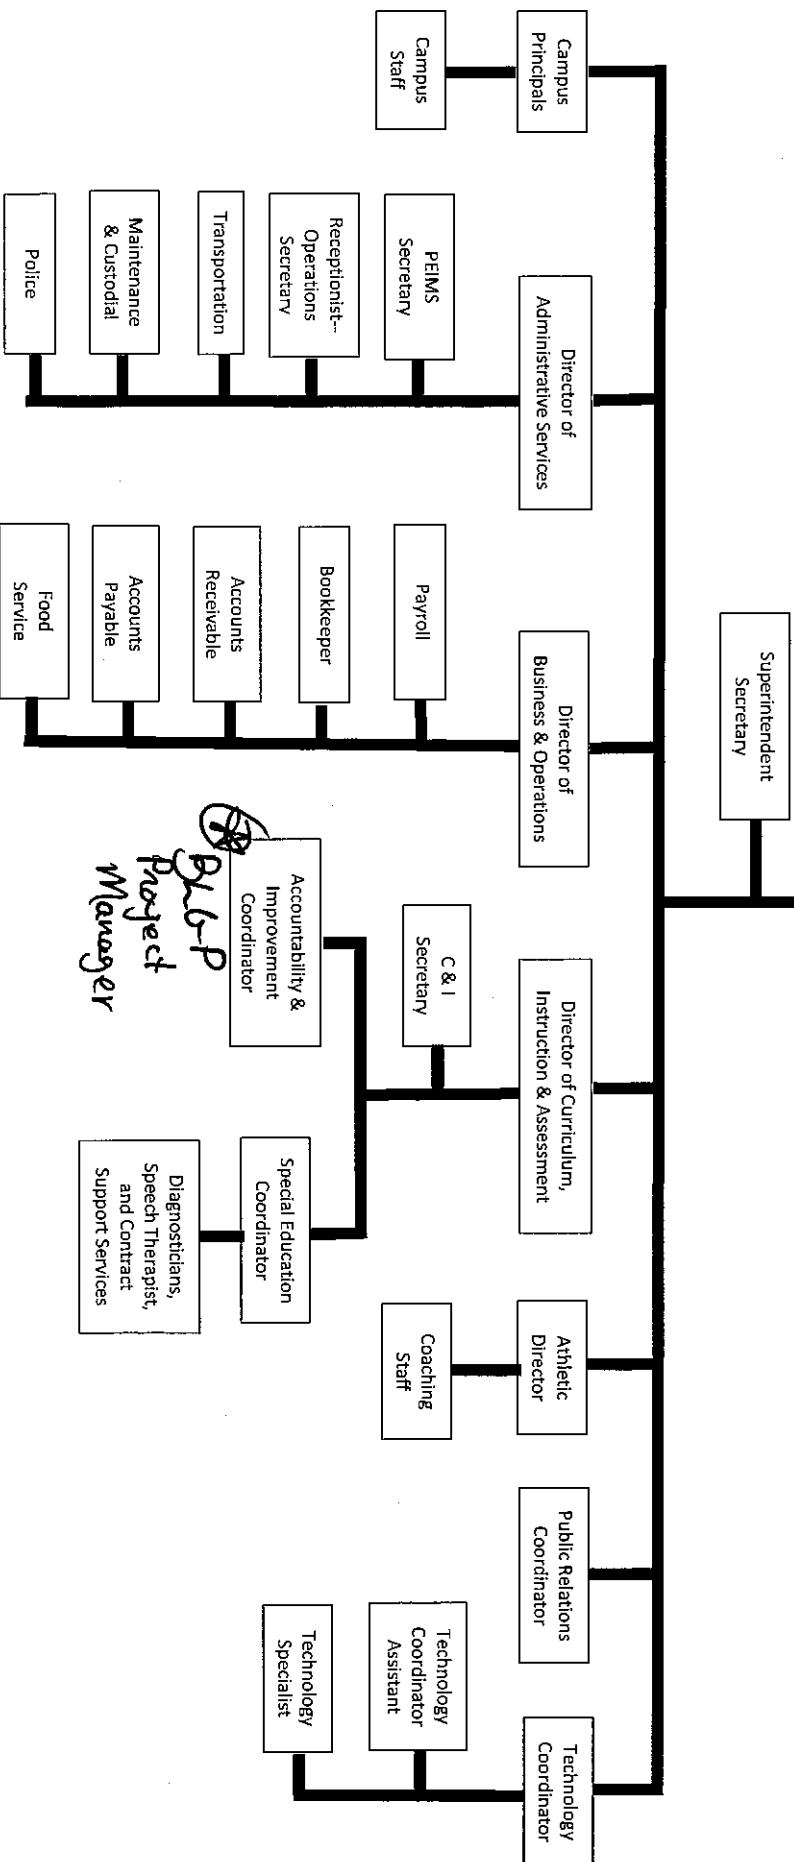 Superintendent
Secretary
Campus
Principals
Campus
Staff
Director of
Administrative Services
PEIMS
Secretary
Receptionist--
Operations
Secretary
Transportation
Maintenance
& Custodial
Police
Director of
Business & Operations
Payroll
Bookkeeper
Accounts
Receivable
Accounts
Payable
Food
Service
Director of Curriculum,
Instruction & Assessment
C & I
Secretary
Accountability &
Improvement
Coordinator
Project
Manager
Special Education
Coordinator
Diagnosticians,
Speech Therapist,
and Contract
Support Services
Athletic
Director
Coaching
Staff
Public Relations
Coordinator
Technology
Coordinator
Technology
Coordinator
Assistant
Technology
Specialist